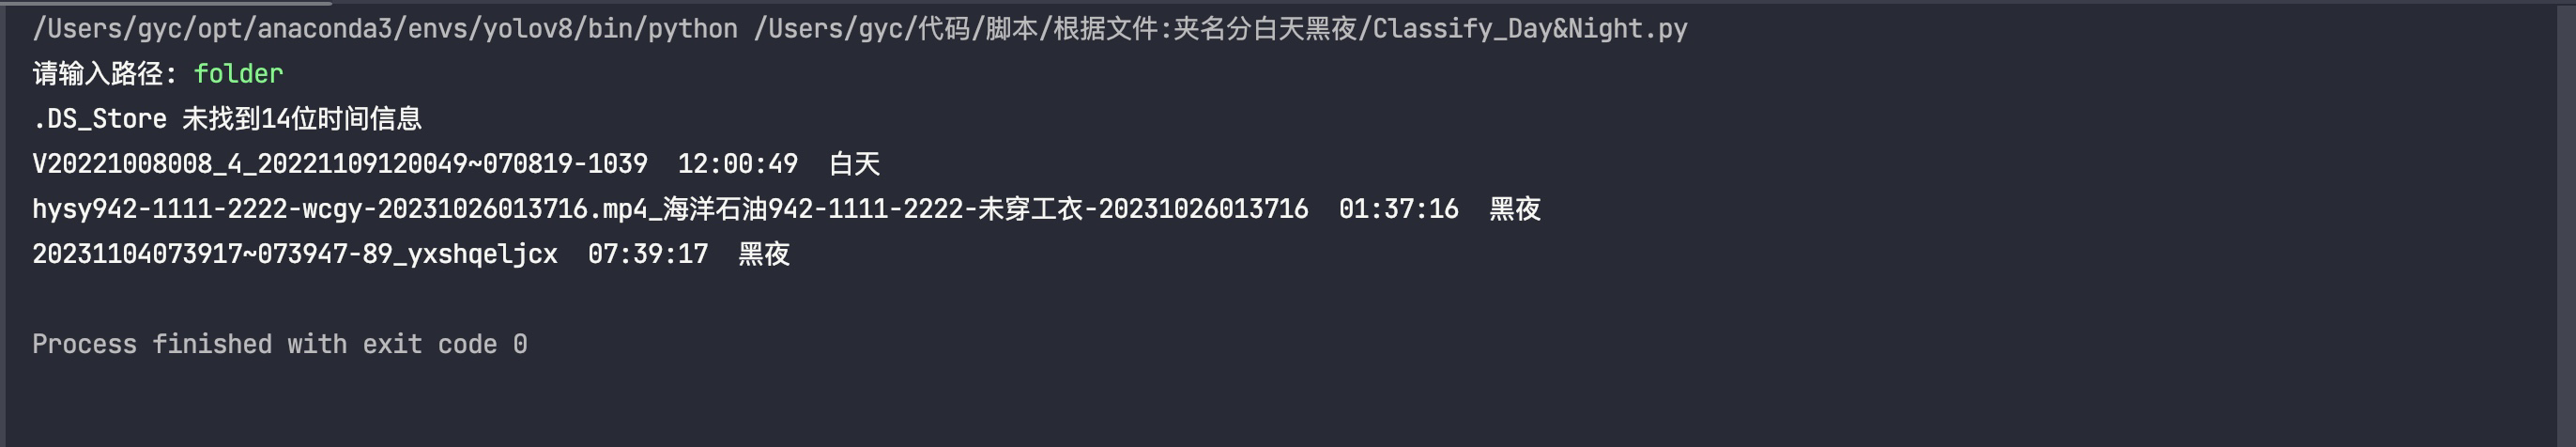 /Users/gyc/opt/anaconda3/envs/yolov8/bin/python /Users/gyc/代码/脚本/根据文件:夹名分白天黑夜/Classify_Day&Night.py
请输入路径: folder
.DS_Store 未找到14位时间信息
V20221008008_4_20221109120049~070819-1039  12:00:49  白天
hysy942-1111-2222-wcgy-20231026013716.mp4_海洋石油942-1111-2222-未穿工衣-20231026013716  01:37:16  黑夜
20231104073917~073947-89_yxshqeljcx  07:39:17  黑夜
Process finished with exit code 0